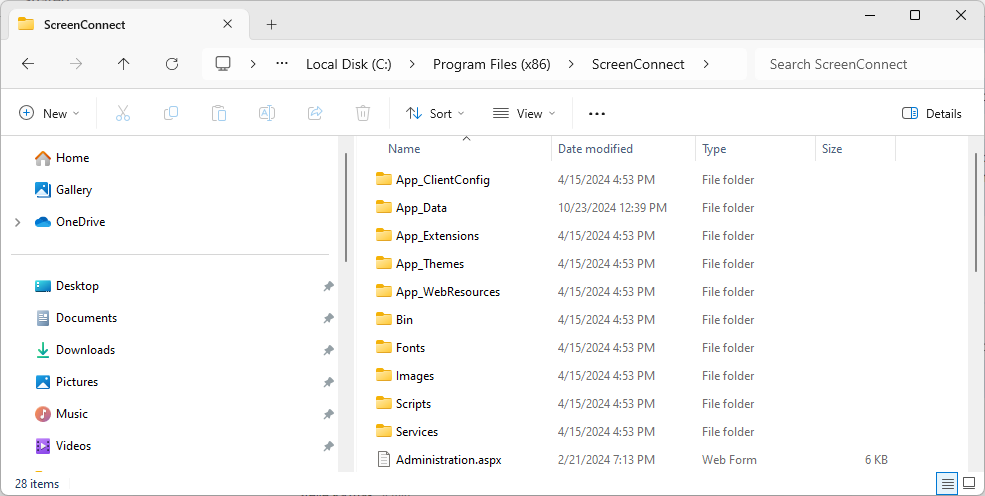 ScreenConnect
Local Disk (C:) Program Files (x86) ScreenConnect Search ScreenConnect
New Sort View Details
Home
Gallery
OneDrive
Desktop
Documents
Downloads
Pictures
Music
Videos
Name Date modified Type Size
App_ClientConfig 4/15/2024 4:53 PM File folder
App_Data 10/23/2024 12:39 PM File folder
App_Extensions 4/15/2024 4:53 PM File folder
App_Themes 4/15/2024 4:53 PM File folder
App_WebResources 4/15/2024 4:53 PM File folder
Bin 4/15/2024 4:53 PM File folder
Fonts 4/15/2024 4:53 PM File folder
Images 4/15/2024 4:53 PM File folder
Scripts 4/15/2024 4:53 PM File folder
Services 4/15/2024 4:53 PM File folder
Administration.aspx 2/21/2024 7:13 PM Web Form 6 KB
28 items